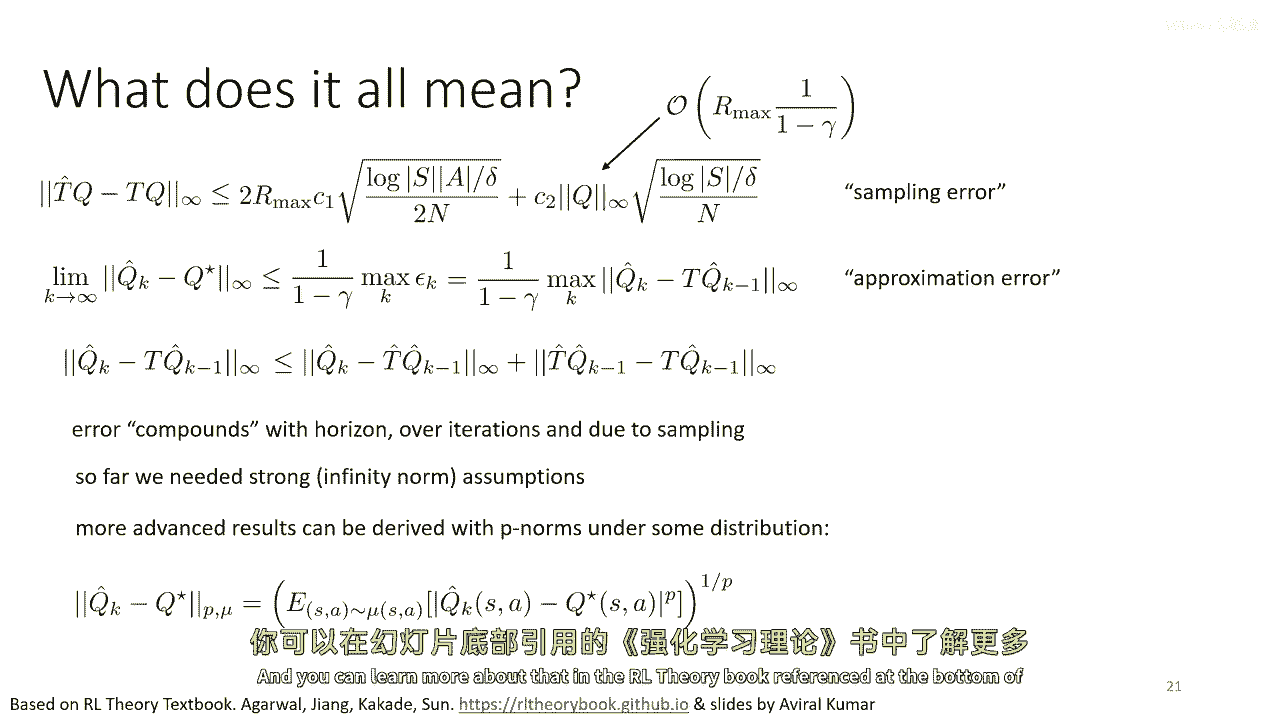 What does it all mean?
$\mathcal{O}\left(R_{\max}\frac{1}{1-\gamma}\right)$
$||\hat{T}Q - TQ||_\infty \leq 2R_{\max}c_1\sqrt{\frac{\log|S||A|/\delta}{2N}} + c_2||Q||_\infty\sqrt{\frac{\log|S|/\delta}{N}}$ “sampling error”
$\lim_{k\to\infty}||\hat{Q}_k - Q^\star||_\infty \leq \frac{1}{1-\gamma}\max_k \epsilon_k = \frac{1}{1-\gamma}\max_k||\hat{Q}_k - T\hat{Q}_{k-1}||_\infty$ “approximation error”
$||\hat{Q}_k - T\hat{Q}_{k-1}||_\infty \leq ||\hat{Q}_k - \hat{T}\hat{Q}_{k-1}||_\infty + ||\hat{T}\hat{Q}_{k-1} - T\hat{Q}_{k-1}||_\infty$
error “compounds” with horizon, over iterations and due to sampling
so far we needed strong (infinity norm) assumptions
more advanced results can be derived with p-norms under some distribution:
$||\hat{Q}_k - Q^\star||_{p,\mu} = \left(E_{(s,a)\sim\mu(s,a)}[|\hat{Q}_k(s,a) - Q^\star(s,a)|^p]\right)^{1/p}$
你可以在幻灯片底部引用的《强化学习理论》书中了解更多
And you can learn more about that in the RL Theory book referenced at the bottom of
21
Based on RL Theory Textbook. Agarwal, Jiang, Kakade, Sun. https://rltheorybook.github.io & slides by Aviral Kumar